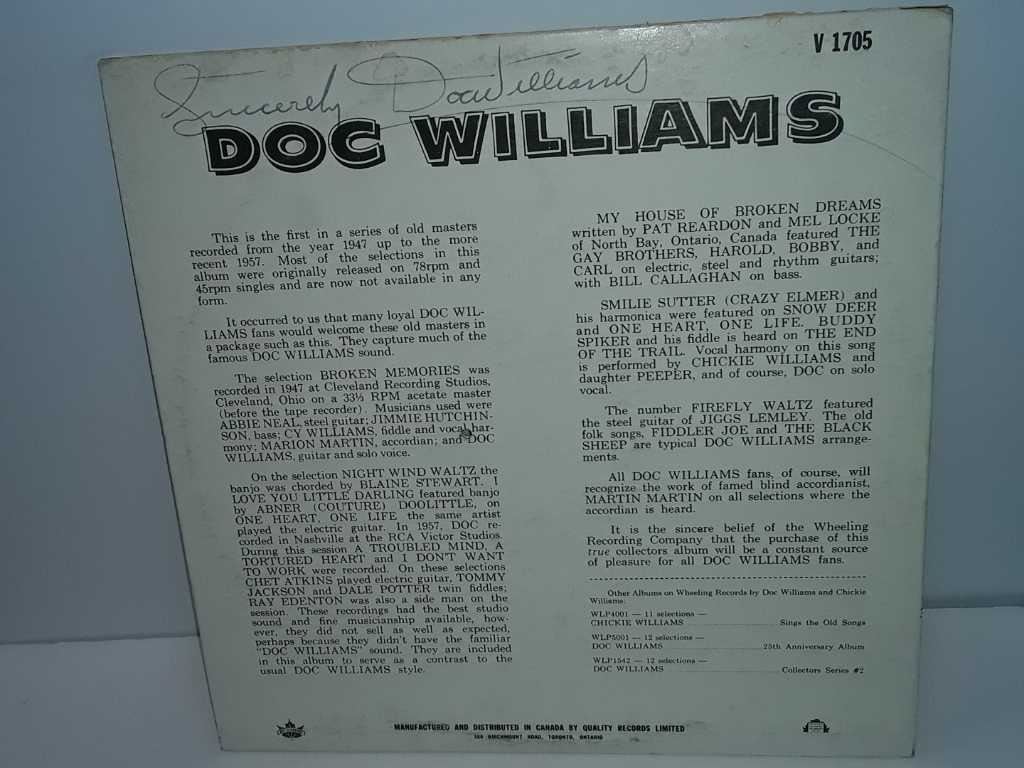 V 1705
Sincerely Doc Williams
DOC WILLIAMS
This is the first in a series of old masters
recorded from the year 1947 up to the more
recent 1957. Most of the selections in this
album were originally released on 78rpm and
45rpm singles and are now not available in any
form.
It occurred to us that many loyal DOC WIL-
LIAMS fans would welcome these old masters in
a package such as this. They capture much of the
famous DOC WILLIAMS sound.
The selection BROKEN MEMORIES was
recorded in 1947 at Cleveland Recording Studios,
Cleveland, Ohio on a 33⅓ RPM acetate master
(before the tape recorder). Musicians used were
ABBIE NEAL, steel guitar; JIMMIE HUTCHIN-
SON, bass; CY WILLIAMS, fiddle and vocal har-
mony; MARION MARTIN, accordian; and DOC
WILLIAMS, guitar and solo voice.
On the selection NIGHT WIND WALTZ the
banjo was chorded by BLAINE STEWART. I
LOVE YOU LITTLE DARLING featured banjo
by ABNER (COUTURE) DOOLITTLE, on
ONE HEART, ONE LIFE the same artist
played the electric guitar. In 1957, DOC re-
corded in Nashville at the RCA Victor Studios.
During this session A TROUBLED MIND, A
TORTURED HEART and I DON'T WANT
TO WORK were recorded. On these selections
CHET ATKINS played electric guitar, TOMMY
JACKSON and DALE POTTER twin fiddles;
RAY EDENTON was also a side man on the
session. These recordings had the best studio
sound and fine musicianship available, how-
ever, they did not sell as well as expected,
perhaps because they didn't have the familiar
"DOC WILLIAMS" sound. They are included
in this album to serve as a contrast to the
usual DOC WILLIAMS style.
MY HOUSE OF BROKEN DREAMS
written by PAT REARDON and MEL LOCKE
of North Bay, Ontario, Canada featured THE
GAY BROTHERS, HAROLD, BOBBY, and
CARL on electric, steel and rhythm guitars;
with BILL CALLAGHAN on bass.
SMILIE SUTTER (CRAZY ELMER) and
his harmonica were featured on SNOW DEER
and ONE HEART, ONE LIFE. BUDDY
SPIKER and his fiddle is heard on THE END
OF THE TRAIL. Vocal harmony on this song
is performed by CHICKIE WILLIAMS and
daughter PEEPER, and of course, DOC on solo
vocal.
The number FIREFLY WALTZ featured
the steel guitar of JIGGS LEMLEY. The old
folk songs, FIDDLER JOE and THE BLACK
SHEEP are typical DOC WILLIAMS arrange-
ments.
All DOC WILLIAMS fans, of course, will
recognize the work of famed blind accordianist,
MARTIN MARTIN on all selections where the
accordian is heard.
It is the sincere belief of the Wheeling
Recording Company that the purchase of this
true collectors album will be a constant source
of pleasure for all DOC WILLIAMS fans.
Other Albums on Wheeling Records by Doc Williams and Chickie
Williams:
WLP4001 — 11 selections —
CHICKIE WILLIAMS Sings the Old Songs
WLP5001 — 12 selections —
DOC WILLIAMS 25th Anniversary Album
WLP1542 — 12 selections —
DOC WILLIAMS Collectors Series #2
MANUFACTURED AND DISTRIBUTED IN CANADA BY QUALITY RECORDS LIMITED
380 BIRCHMOUNT ROAD, TORONTO, ONTARIO